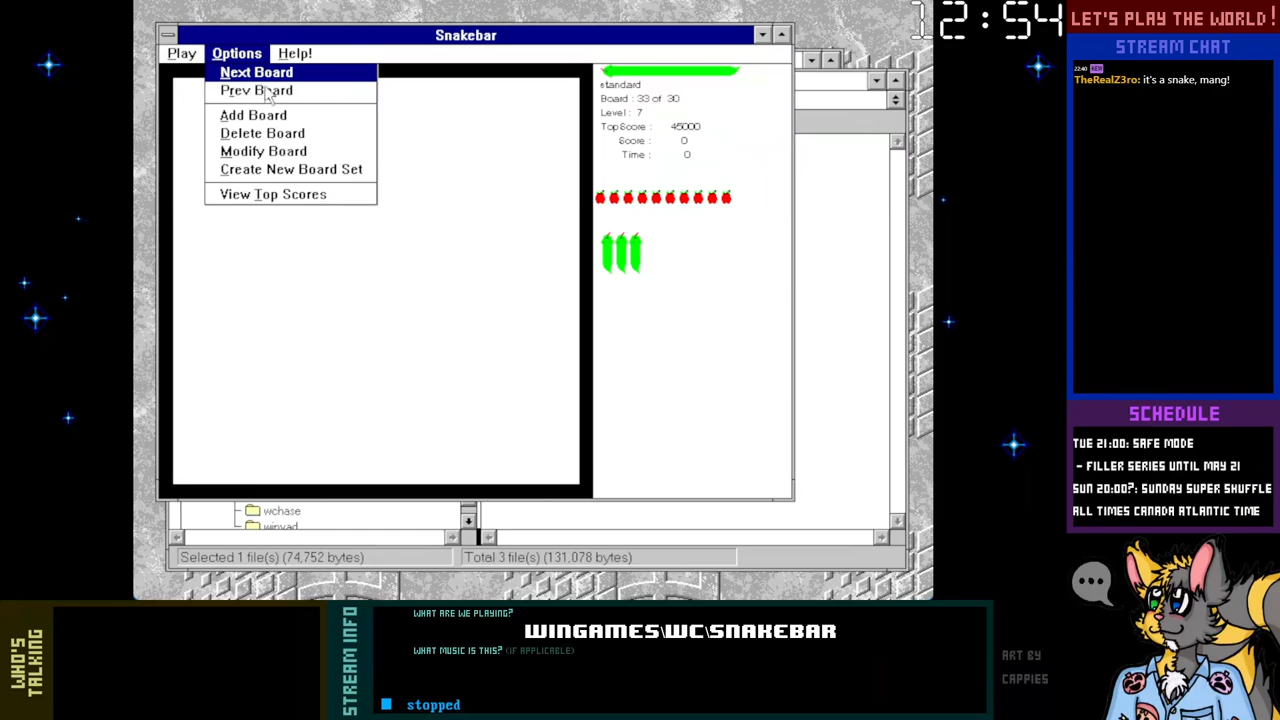 Snakebar
Play Options Help!
Next Board
Prev Board
Add Board
Delete Board
Modify Board
Create New Board Set
View Top Scores
standard
Board : 33 of 30
Level : 7
Top Score : 45000
Score : 0
Time : 0
wchase
winvad
Selected 1 file(s) (74,752 bytes)
Total 3 file(s) (131,078 bytes)
12:54
LET'S PLAY THE WORLD!
STREAM CHAT
22:40 NEW
TheRealZ3ro: it's a snake, mang!
SCHEDULE
TUE 21:00: SAFE MODE
- FILLER SERIES UNTIL MAY 21
SUN 20:00?: SUNDAY SUPER SHUFFLE
ALL TIMES CANADA ATLANTIC TIME
WHO'S TALKING
STREAM INFO
WHAT ARE WE PLAYING?
WINGAMES\WC\SNAKEBAR
WHAT MUSIC IS THIS? (IF APPLICABLE)
stopped
ART BY
CAPPIES